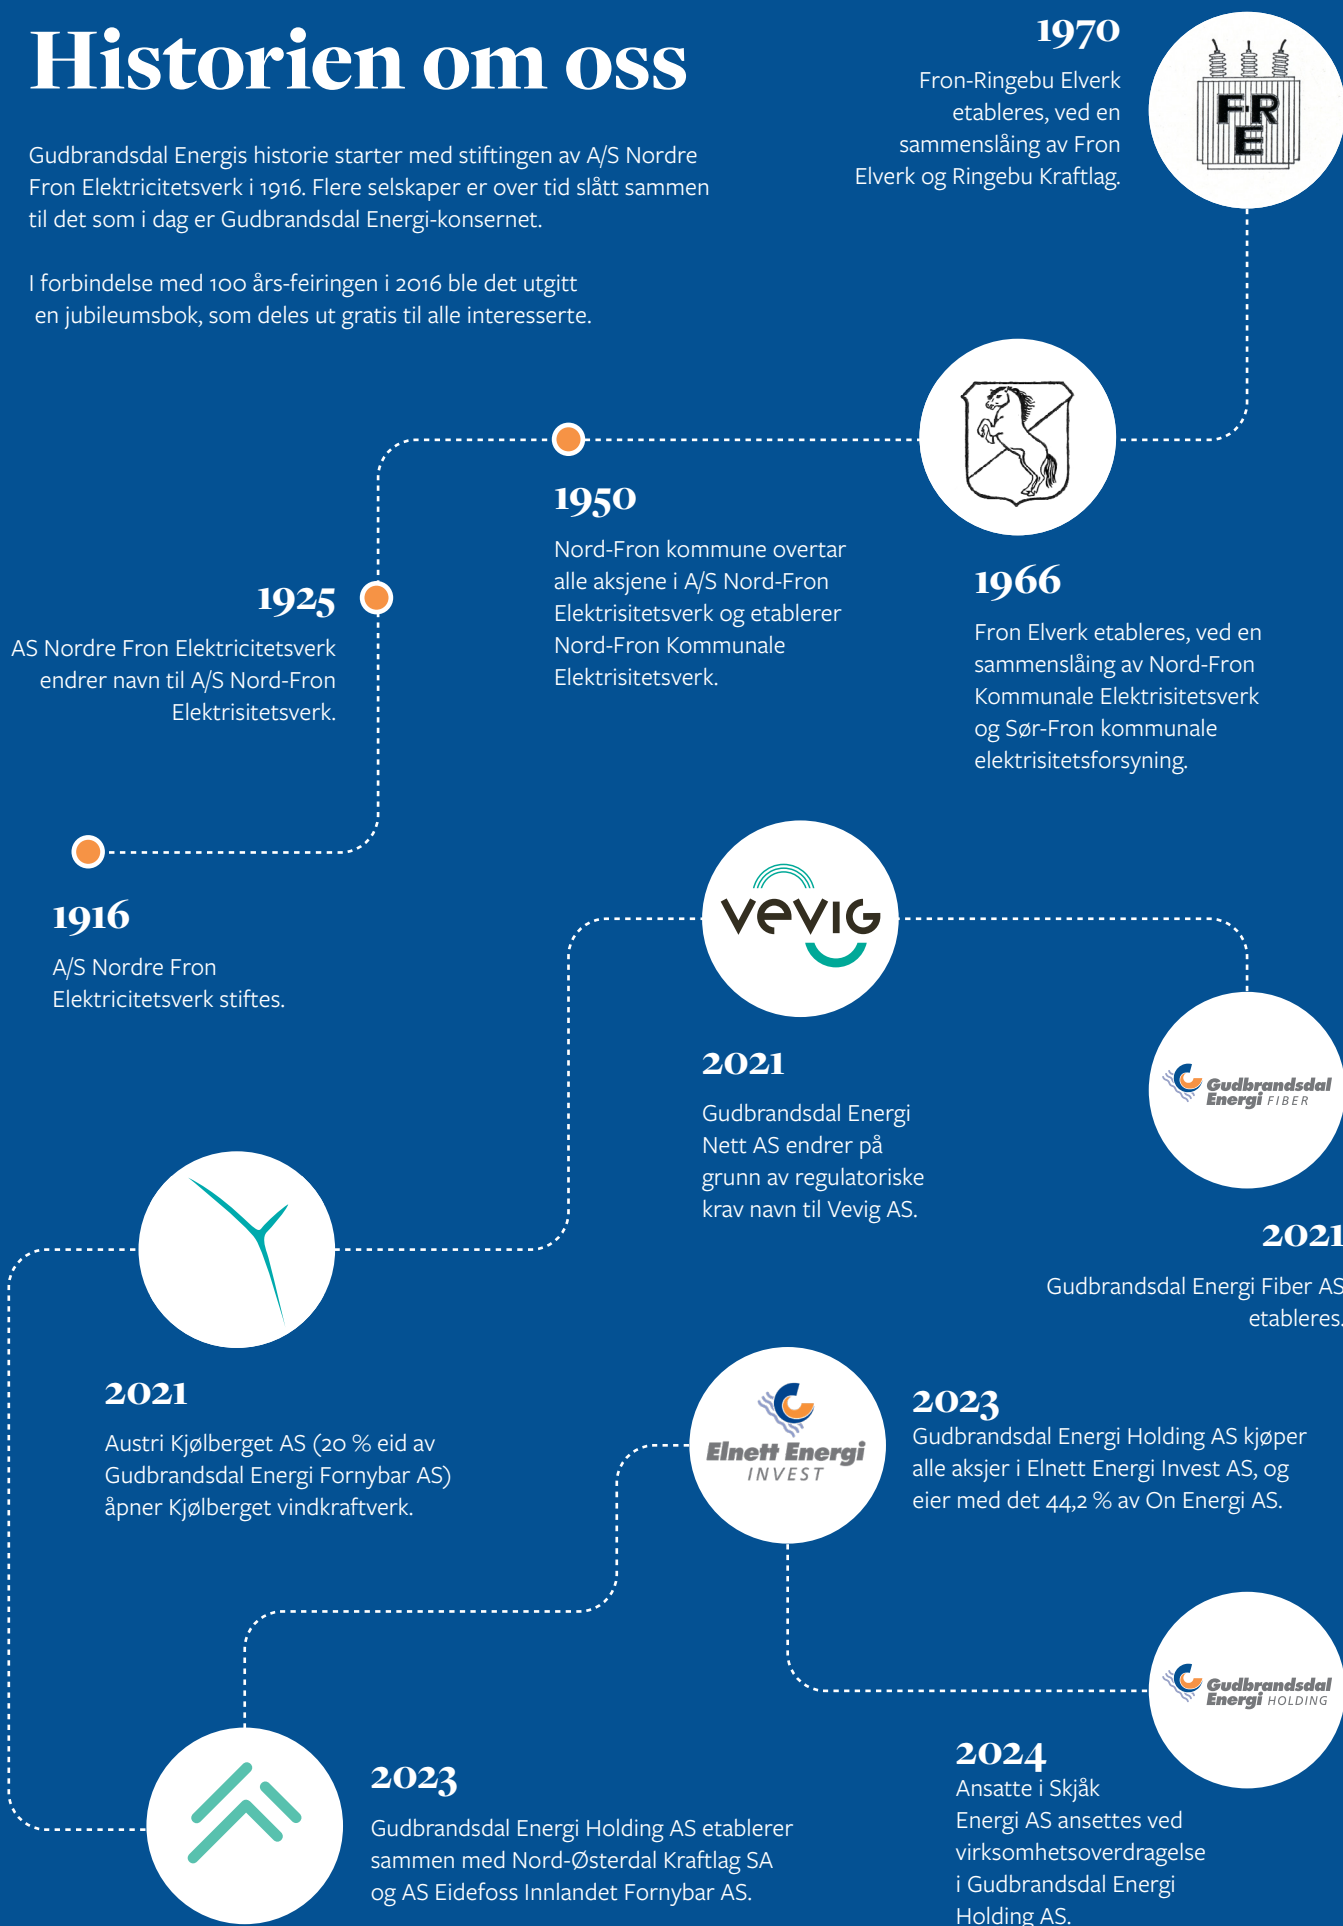 Historien om oss
Gudbrandsdal Energis historie starter med stiftingen av A/S Nordre
Fron Elektricitetsverk i 1916. Flere selskaper er over tid slått sammen
til det som i dag er Gudbrandsdal Energi-konsernet.
I forbindelse med 100 års-feiringen i 2016 ble det utgitt
en jubileumsbok, som deles ut gratis til alle interesserte.
1970
Fron-Ringebu Elverk
etableres, ved en
sammenslåing av Fron
Elverk og Ringebu Kraftlag.
F-R
E
1950
Nord-Fron kommune overtar
alle aksjene i A/S Nord-Fron
Elektrisitetsverk og etablerer
Nord-Fron Kommunale
Elektrisitetsverk.
1966
Fron Elverk etableres, ved en
sammenslåing av Nord-Fron
Kommunale Elektrisitetsverk
og Sør-Fron kommunale
elektrisitetsforsyning.
1925
AS Nordre Fron Elektricitetsverk
endrer navn til A/S Nord-Fron
Elektrisitetsverk.
1916
A/S Nordre Fron
Elektricitetsverk stiftes.
vevig
2021
Gudbrandsdal Energi
Nett AS endrer på
grunn av regulatoriske
krav navn til Vevig AS.
Gudbrandsdal
Energi FIBER
2021
Gudbrandsdal Energi Fiber AS
etableres.
2021
Austri Kjølberget AS (20 % eid av
Gudbrandsdal Energi Fornybar AS)
åpner Kjølberget vindkraftverk.
Elnett Energi
INVEST
2023
Gudbrandsdal Energi Holding AS kjøper
alle aksjer i Elnett Energi Invest AS, og
eier med det 44,2 % av On Energi AS.
Gudbrandsdal
Energi HOLDING
2023
Gudbrandsdal Energi Holding AS etablerer
sammen med Nord-Østerdal Kraftlag SA
og AS Eidefoss Innlandet Fornybar AS.
2024
Ansatte i Skjåk
Energi AS ansettes ved
virksomhetsoverdragelse
i Gudbrandsdal Energi
Holding AS.